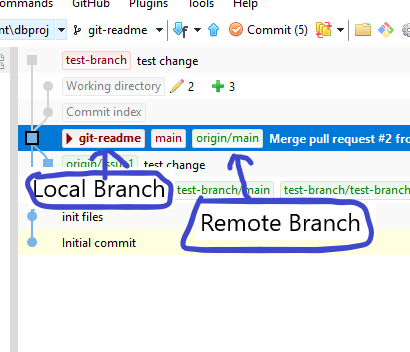 ommands GitHub Plugins Tools Help
nt\dbproj git-readme Commit (5)
test-branch test change
Working directory 2 3
Commit index
git-readme main origin/main Merge pull request #2 fro
test change
Local Branch
test-branch/main test-branch/test-branch
Remote Branch
init files
Initial commit